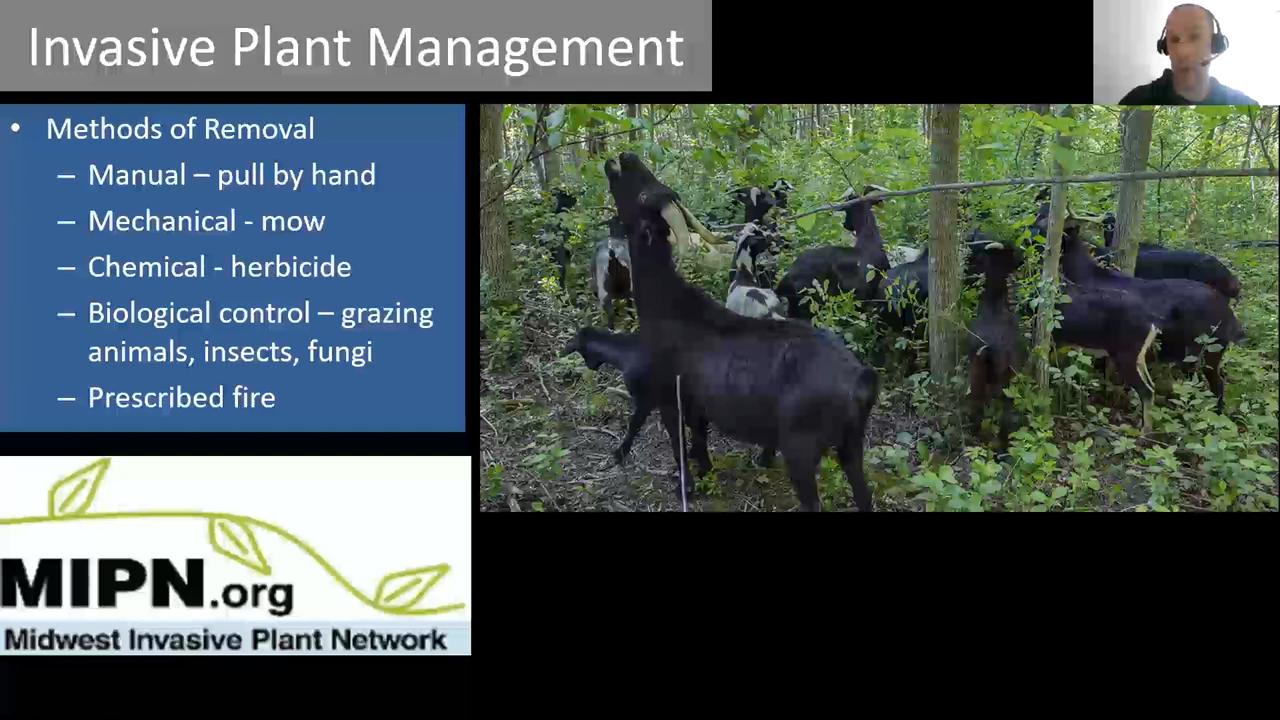 Invasive Plant Management
• Methods of Removal
– Manual – pull by hand
– Mechanical - mow
– Chemical - herbicide
– Biological control – grazing
animals, insects, fungi
– Prescribed fire
MIPN.org
Midwest Invasive Plant Network